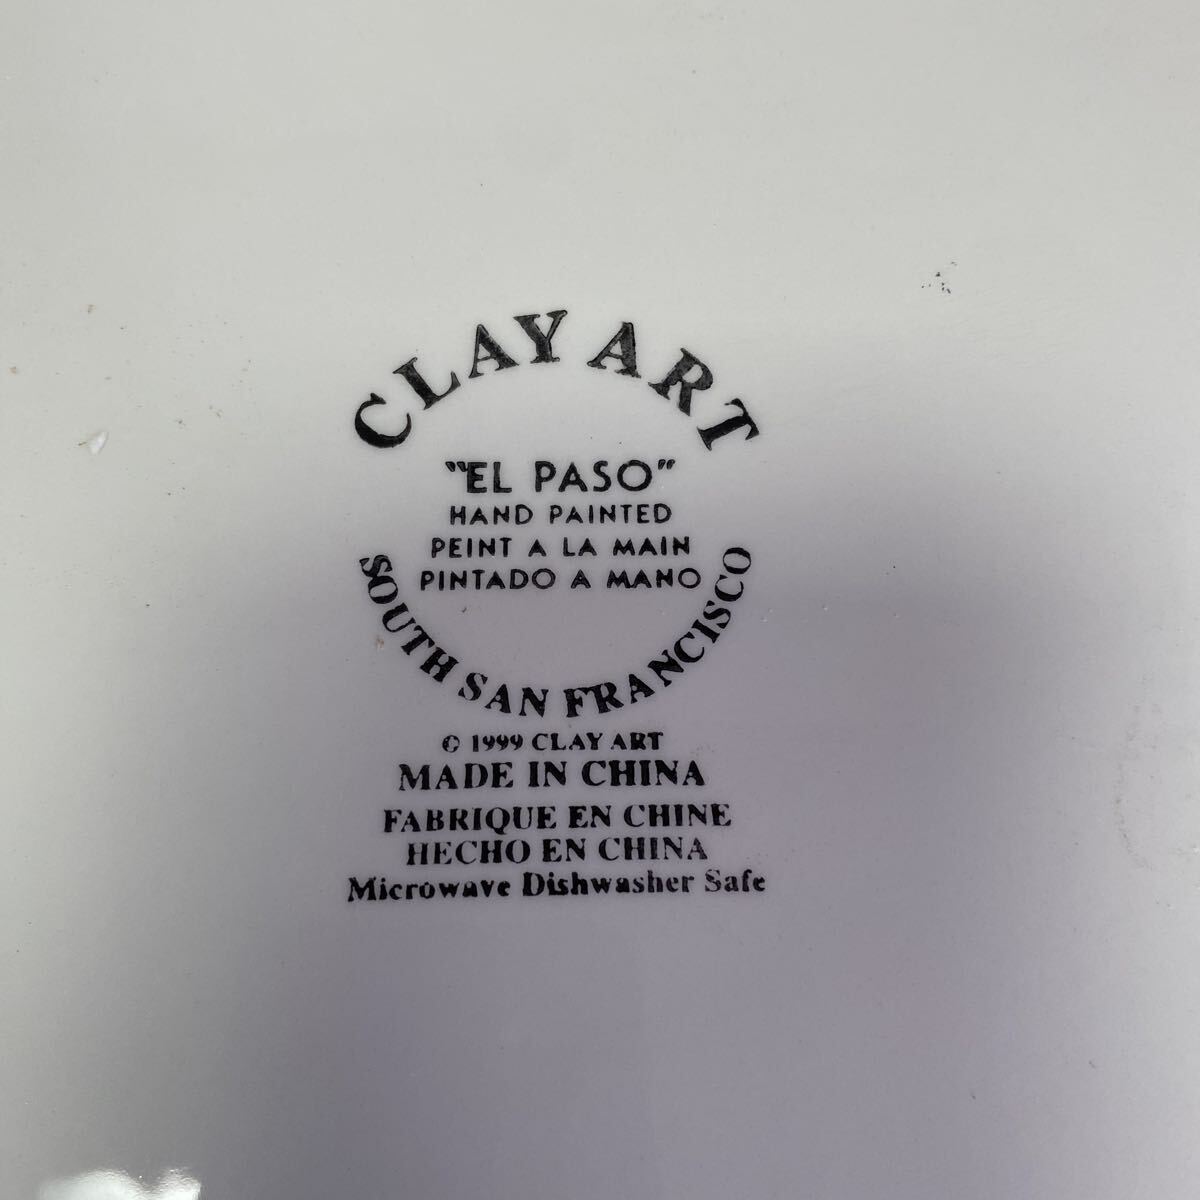 CLAY ART
"EL PASO"
HAND PAINTED
PEINT A LA MAIN
PINTADO A MANO
SOUTH SAN FRANCISCO
© 1999 CLAY ART
MADE IN CHINA
FABRIQUE EN CHINE
HECHO EN CHINA
Microwave Dishwasher Safe